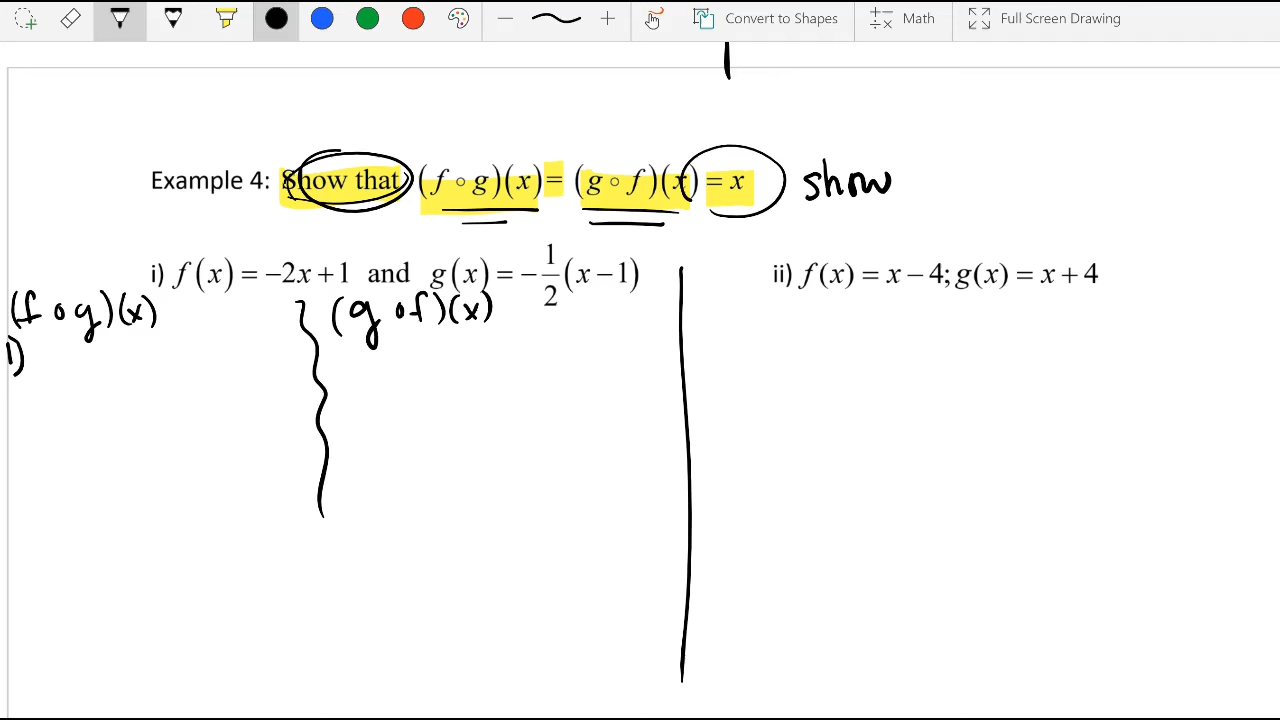 Convert to Shapes Math Full Screen Drawing
Example 4: Show that (f ∘ g)(x) = (g ∘ f)(x) = x show
i) f(x) = −2x + 1 and g(x) = −1/2(x − 1) ii) f(x) = x − 4; g(x) = x + 4
(f o g)(x) (g o f)(x)
1)